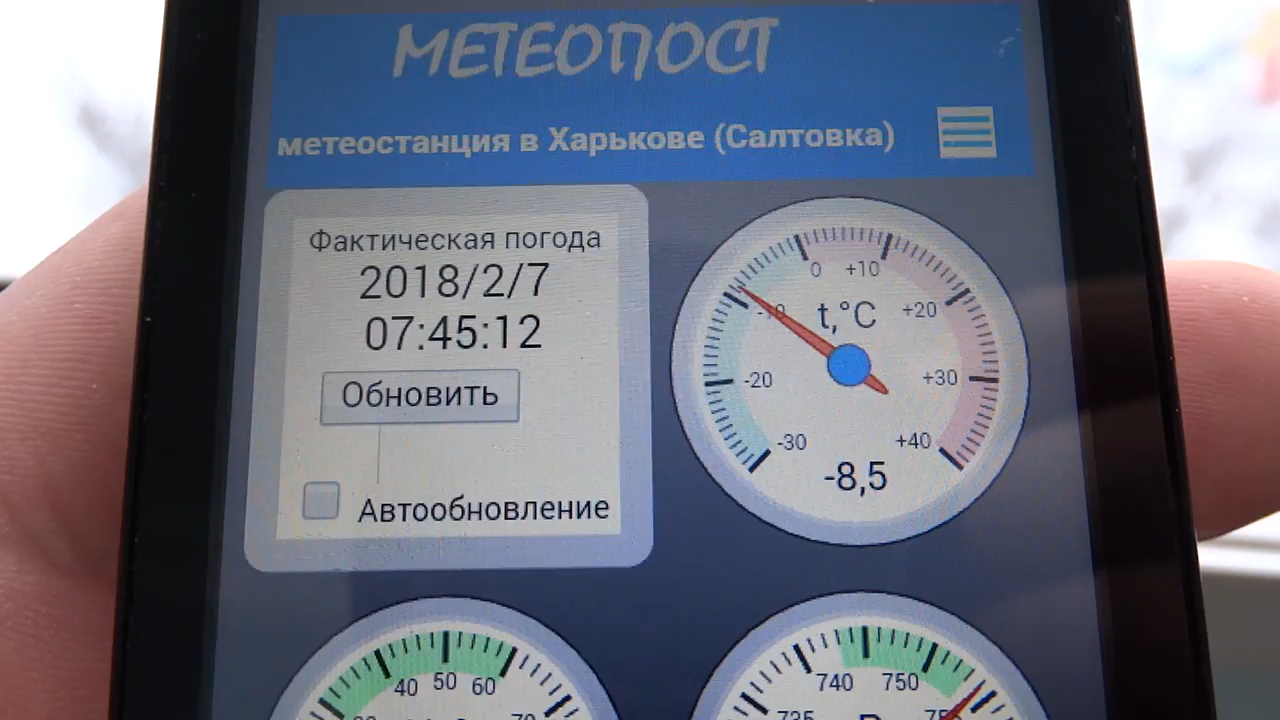 МЕТЕОПОСТ
метеостанция в Харькове (Салтовка)
Фактическая погода
2018/2/7
07:45:12
Обновить
Автообновление
0 +10
-10 t,°C +20
-20 +30
-30 +40
-8,5
40 50 60
740 750